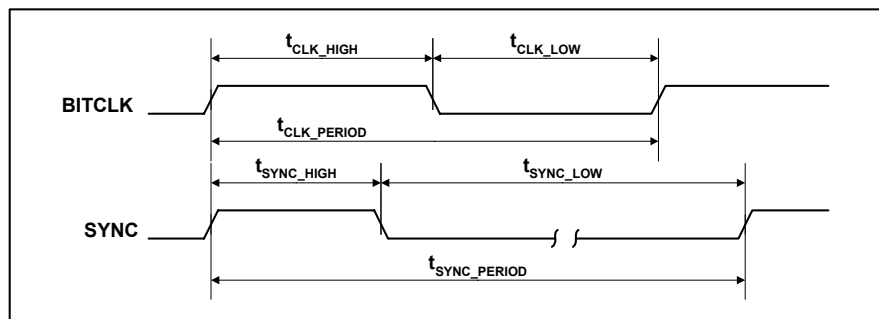 tCLK_HIGH tCLK_LOW
BITCLK
tCLK_PERIOD
tSYNC_HIGH tSYNC_LOW
SYNC
tSYNC_PERIOD